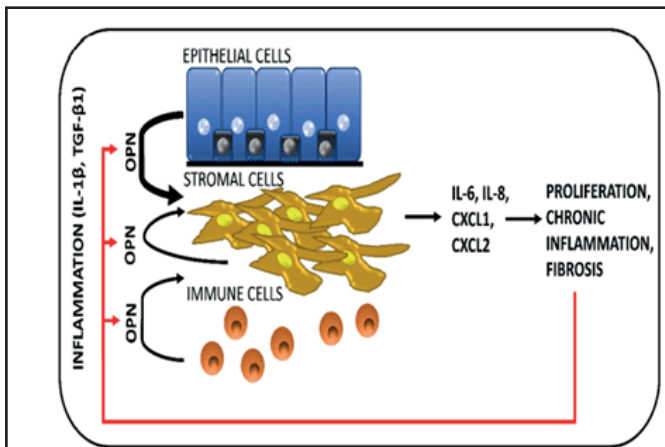 EPITHELIAL CELLS
INFLAMMATION (IL-1β, TGF-β1)
OPN
STROMAL CELLS
OPN
IMMUNE CELLS
OPN
IL-6, IL-8,
CXCL1,
CXCL2
PROLIFERATION,
CHRONIC
INFLAMMATION,
FIBROSIS